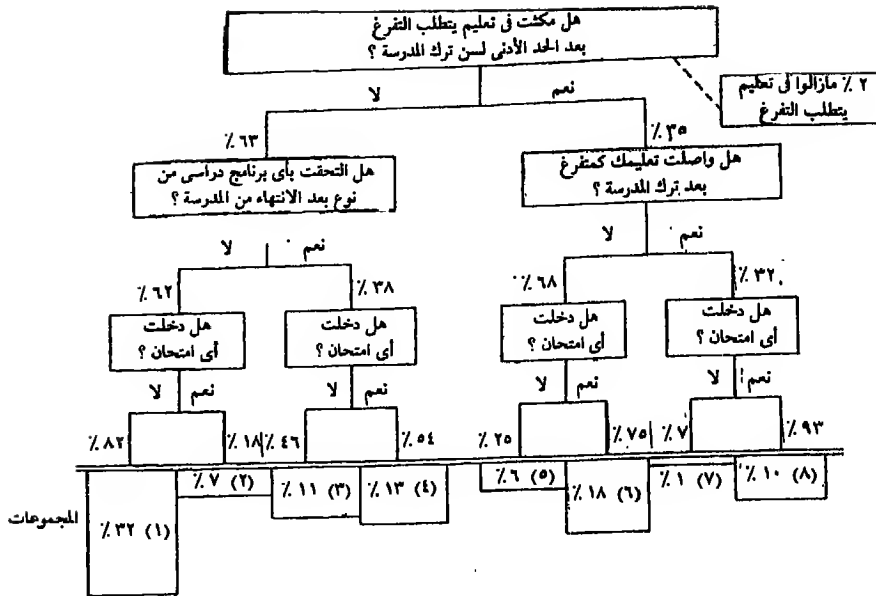 هل مكثت فى تعليم يتطلب التفرغ
بعد الحد الأدنى لسن ترك المدرسة ؟
٢ ٪ مازالوا فى تعليم
يتطلب التفرغ
نعم
لا
٣٥ ٪
٦٣ ٪
هل واصلت تعليمك كمتفرغ
بعد ترك المدرسة ؟
هل التحقت بأى برنامج دراسى من
نوع بعد الانتهاء من المدرسة ؟
نعم
لا
نعم
لا
٣٢ ٪
٦٨ ٪
٣٨ ٪
٦٢ ٪
هل دخلت
أى امتحان ؟
هل دخلت
أى امتحان ؟
هل دخلت
أى امتحان ؟
هل دخلت
أى امتحان ؟
نعم
لا
نعم
لا
نعم
لا
نعم
لا
٩٣ ٪
٧ ٪
٧٥ ٪
٢٥ ٪
٥٤ ٪
٤٦ ٪
١٨ ٪
٨٢ ٪
(٨) ١٠ ٪
(٧) ١ ٪
(٦) ١٨ ٪
(٥) ٦ ٪
(٤) ١٣ ٪
(٣) ١١ ٪
(٢) ٧ ٪
(١) ٣٢ ٪
المجموعات